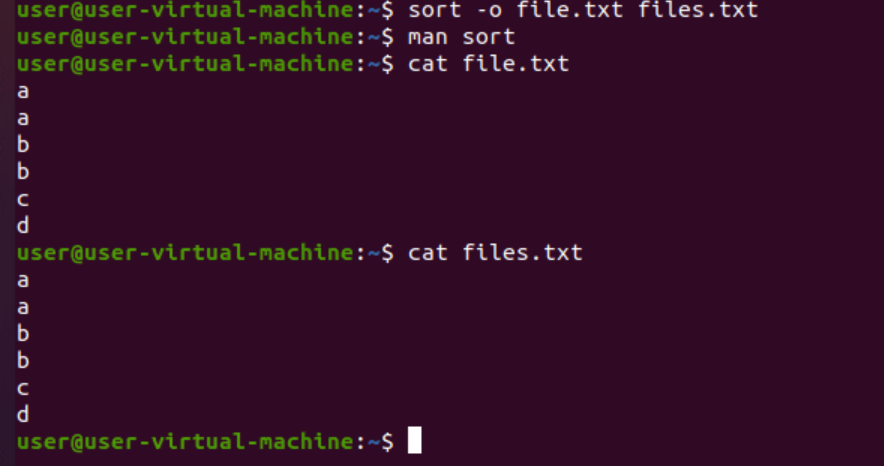 user@user-virtual-machine:~$ sort -o file.txt files.txt
user@user-virtual-machine:~$ man sort
user@user-virtual-machine:~$ cat file.txt
a
a
b
b
c
d
user@user-virtual-machine:~$ cat files.txt
a
a
b
b
c
d
user@user-virtual-machine:~$